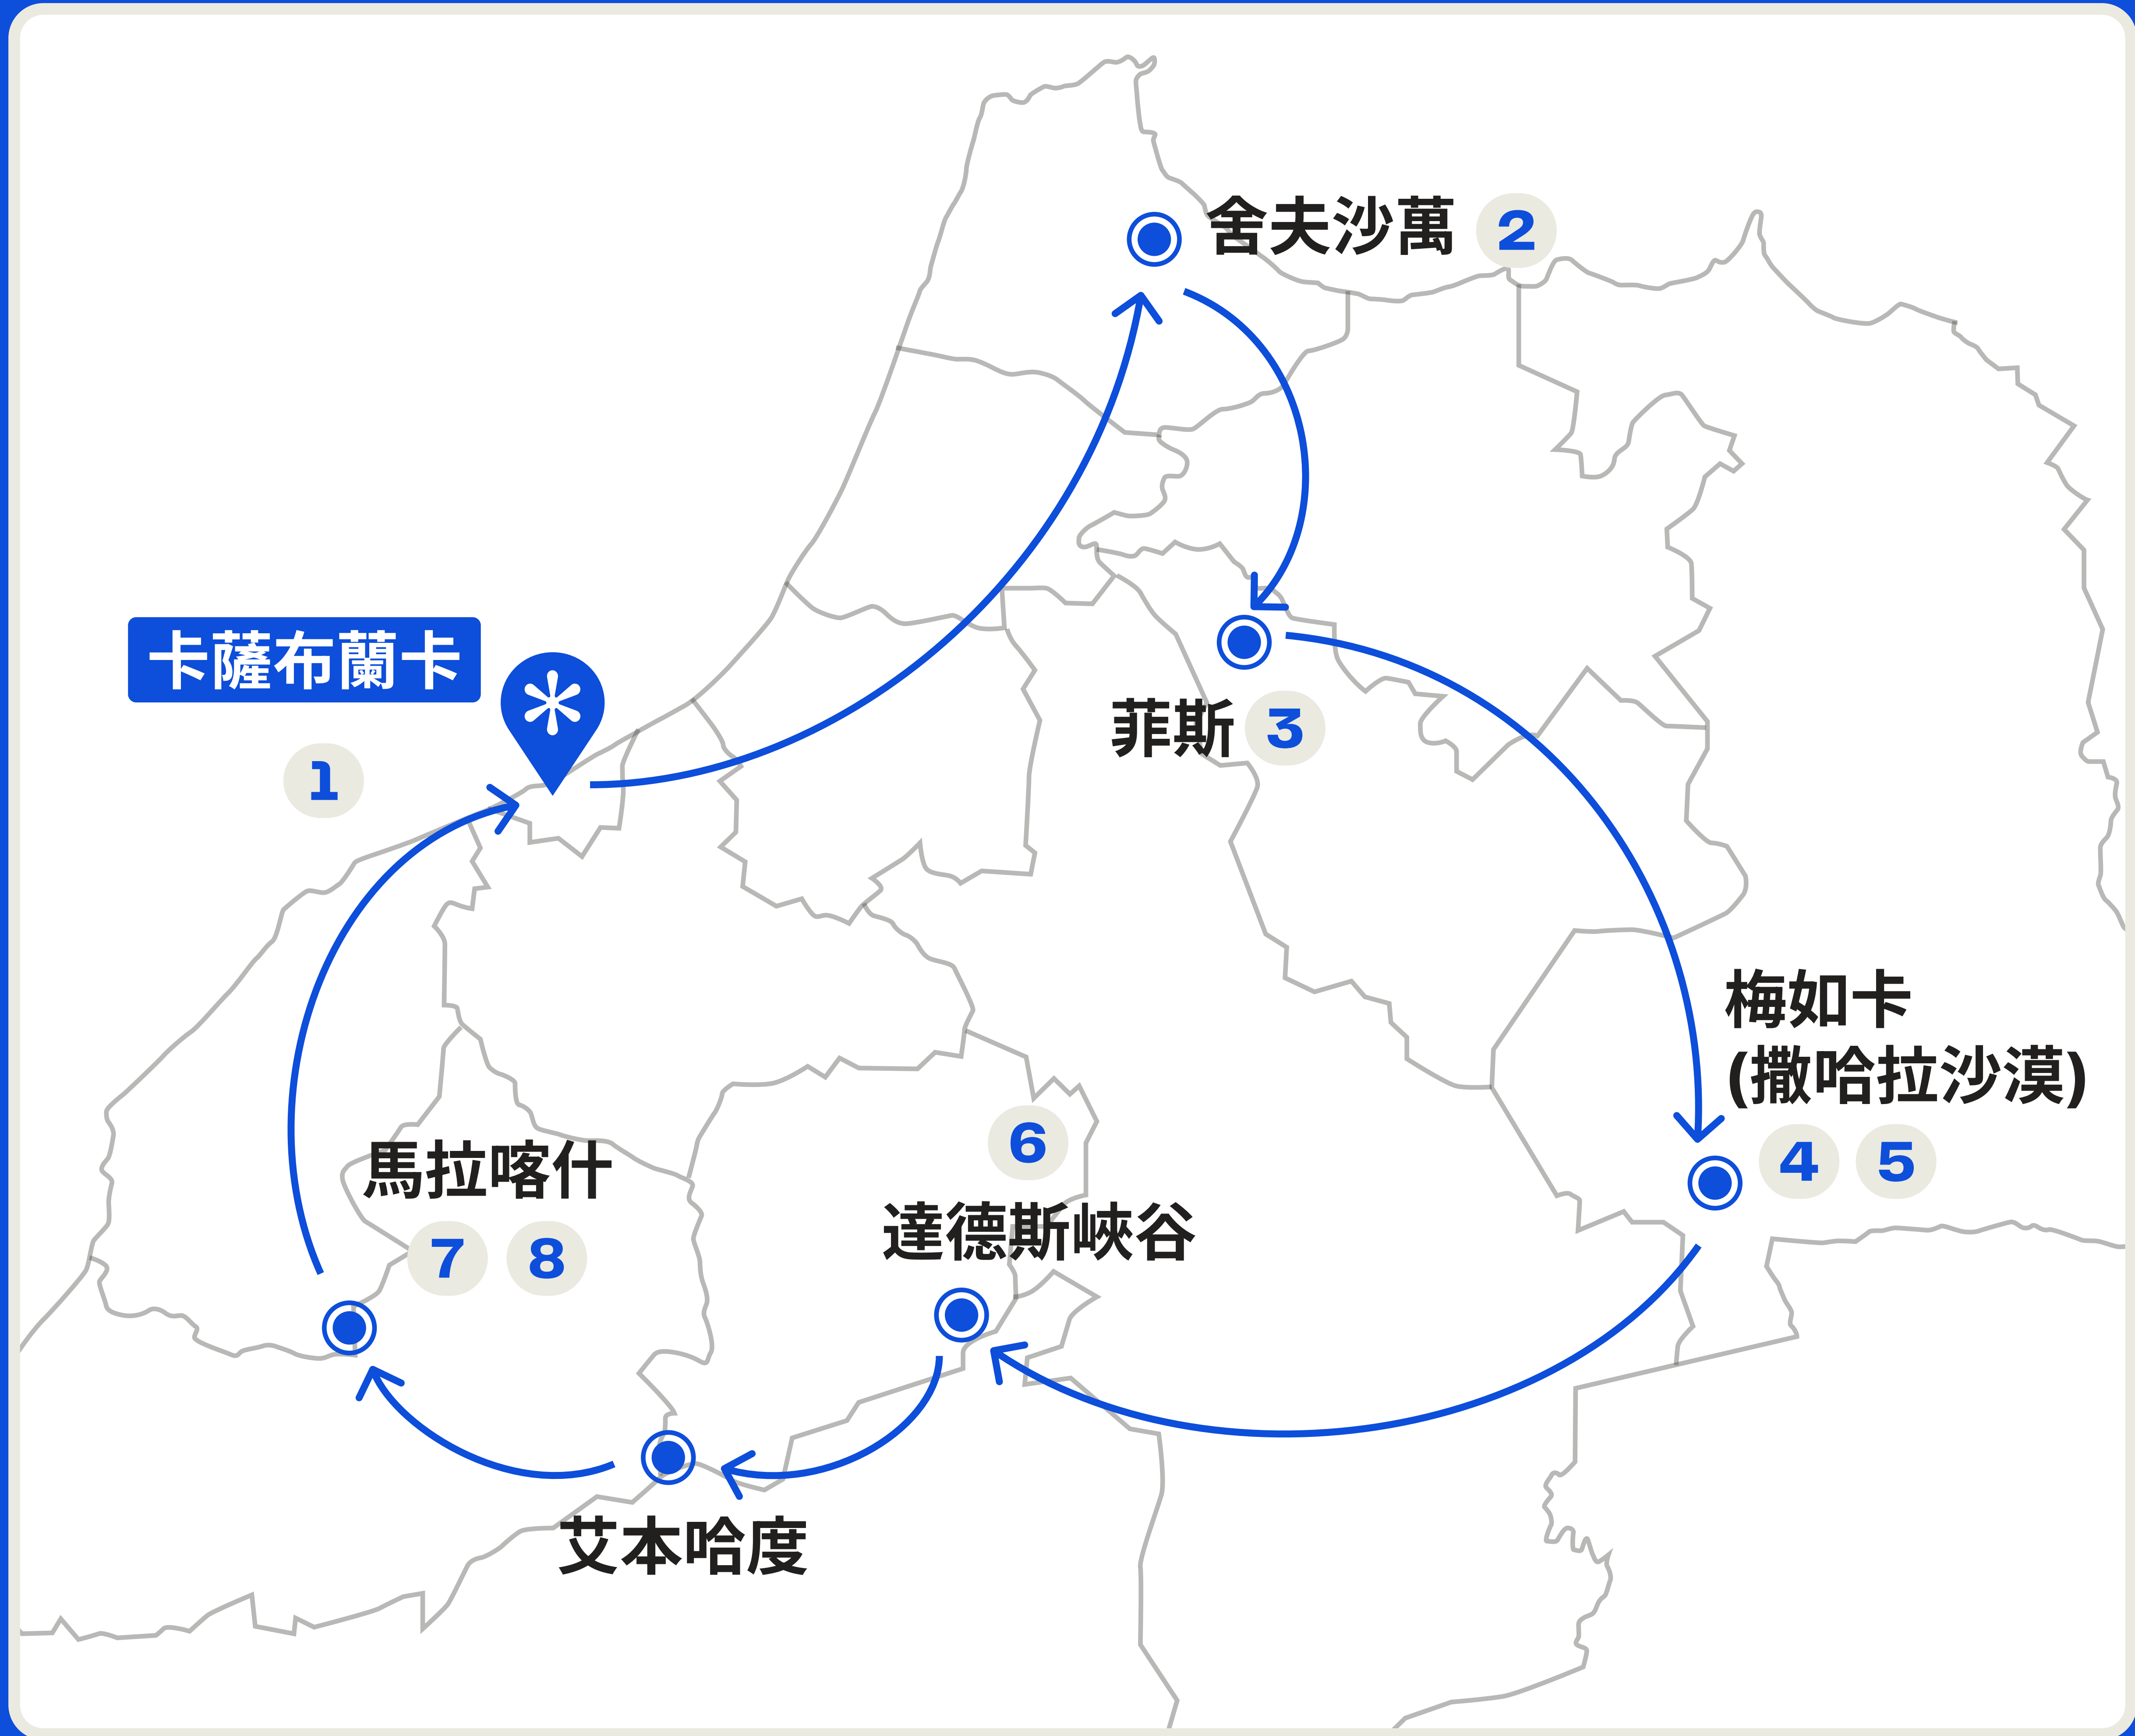 舍夫沙萬 2
卡薩布蘭卡
1
菲斯 3
梅如卡
(撒哈拉沙漠)
4 5
6
達德斯峽谷
馬拉喀什
7 8
艾本哈度